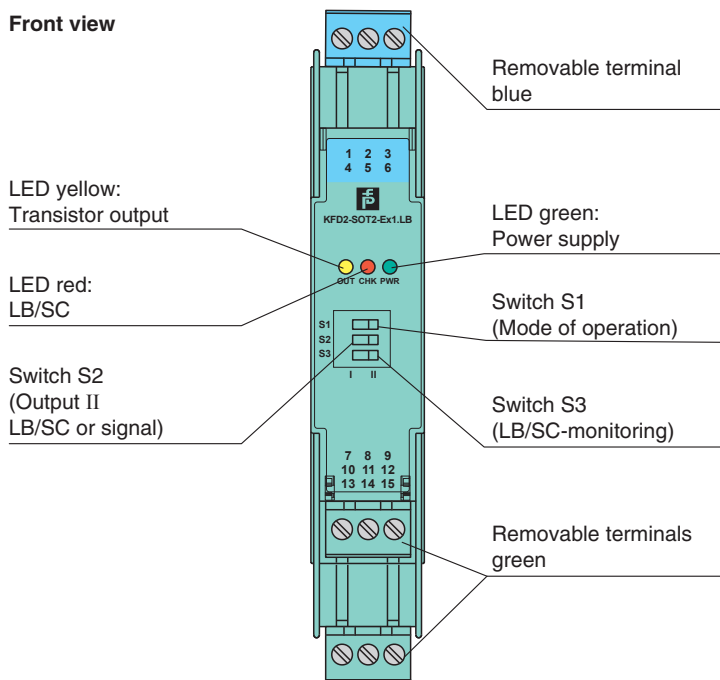 Front view
Removable terminal
blue
1 2 3
4 5 6
LED yellow:
Transistor output
KFD2-SOT2-Ex1.LB
LED green:
Power supply
OUT CHK PWR
LED red:
LB/SC
Switch S1
(Mode of operation)
S1
S2
S3
I II
Switch S2
(Output II
LB/SC or signal)
Switch S3
(LB/SC-monitoring)
7 8 9
10 11 12
13 14 15
Removable terminals
green